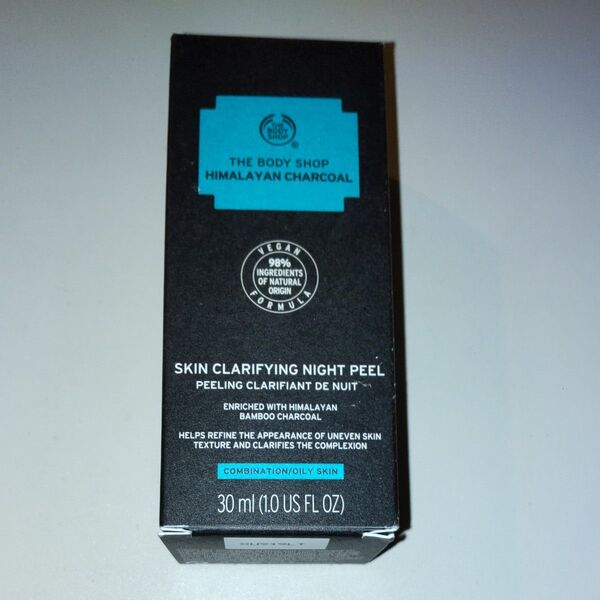 THE
BODY
SHOP
®
THE BODY SHOP
HIMALAYAN CHARCOAL
VEGAN
98%
INGREDIENTS
OF NATURAL
ORIGIN
FORMULA
SKIN CLARIFYING NIGHT PEEL
PEELING CLARIFIANT DE NUIT
ENRICHED WITH HIMALAYAN
BAMBOO CHARCOAL
HELPS REFINE THE APPEARANCE OF UNEVEN SKIN
TEXTURE AND CLARIFIES THE COMPLEXION
COMBINATION/OILY SKIN
30 ml (1.0 US FL OZ)